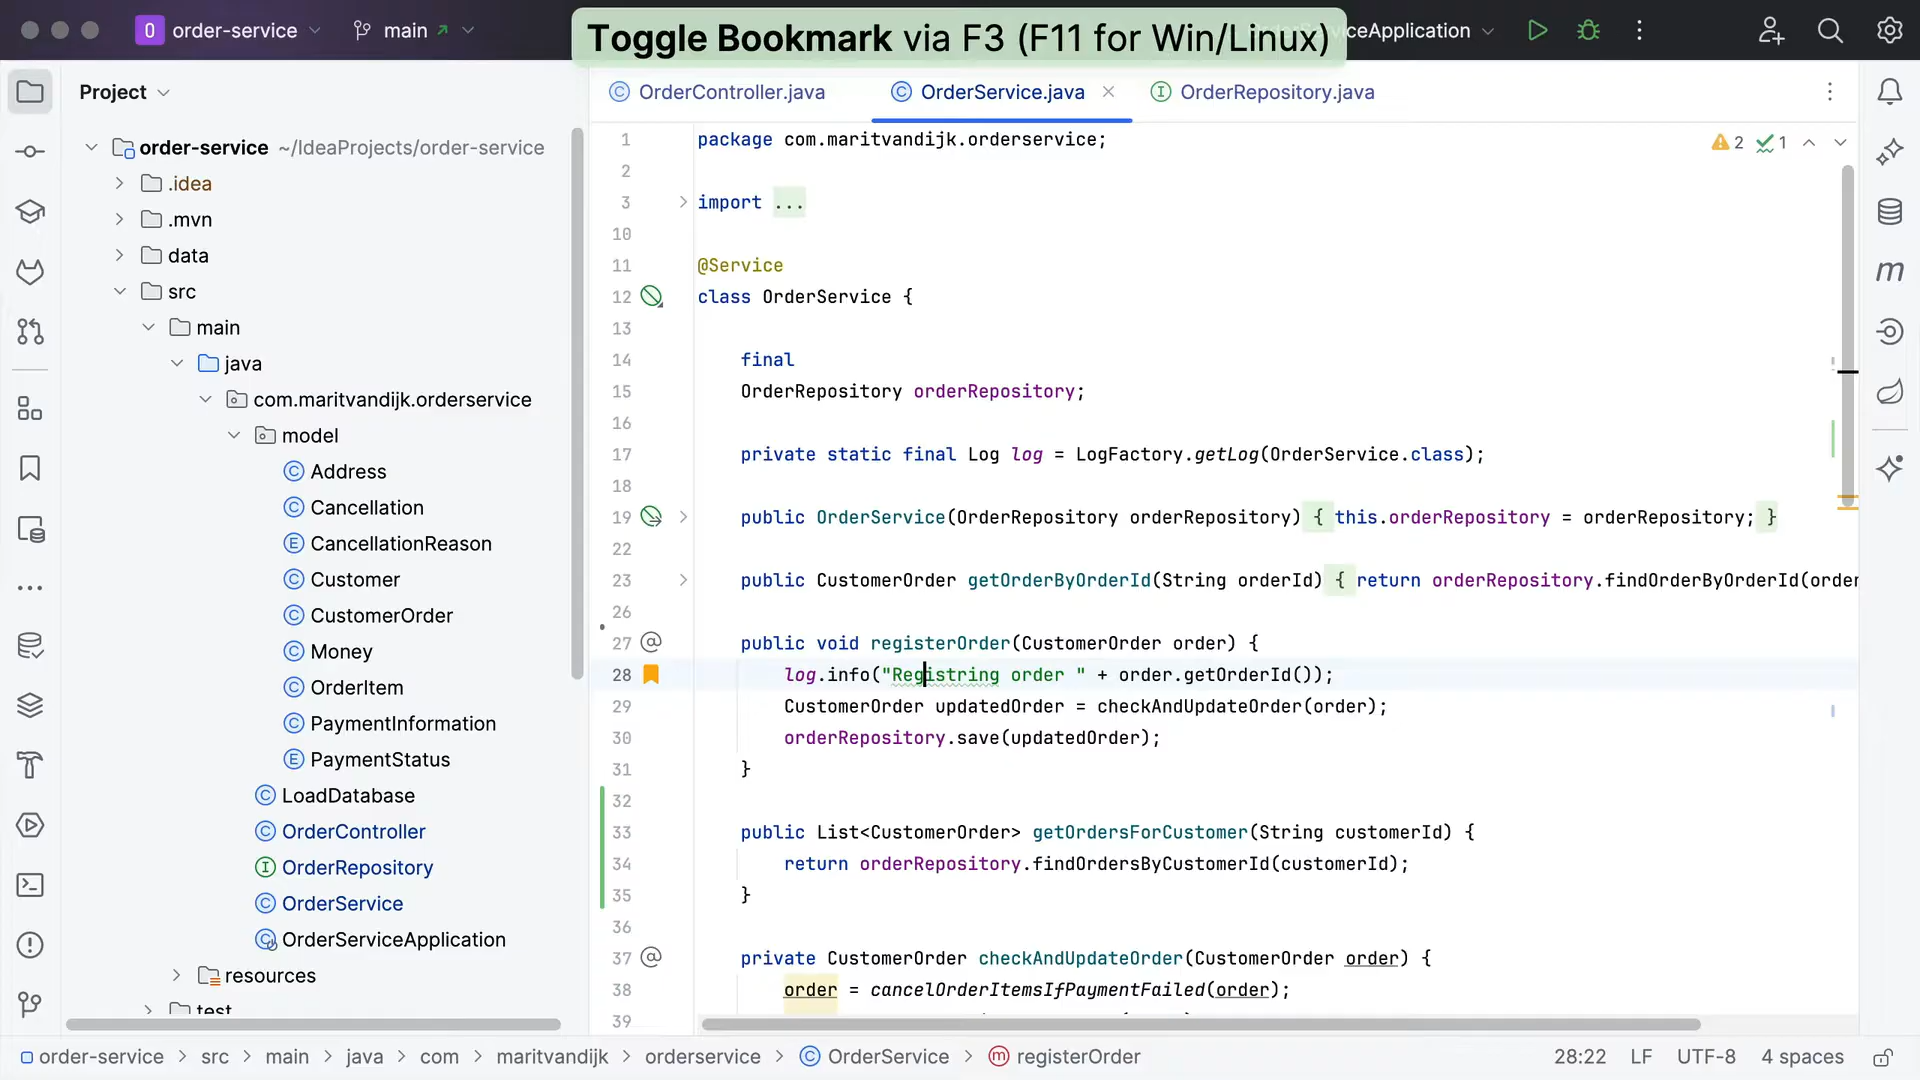 0 order-service
main
Toggle Bookmark via F3 (F11 for Win/Linux)
viceApplication
Project
OrderController.java
OrderService.java
OrderRepository.java
order-service ~/IdeaProjects/order-service
.idea
.mvn
data
src
main
java
com.maritvandijk.orderservice
model
Address
Cancellation
CancellationReason
Customer
CustomerOrder
Money
OrderItem
PaymentInformation
PaymentStatus
LoadDatabase
OrderController
OrderRepository
OrderService
OrderServiceApplication
resources
test
2 1
1 package com.maritvandijk.orderservice;
2
3 import ...
10
11 @Service
12 class OrderService {
13
14 final
15 OrderRepository orderRepository;
16
17 private static final Log log = LogFactory.getLog(OrderService.class);
18
19 public OrderService(OrderRepository orderRepository) { this.orderRepository = orderRepository; }
22
23 public CustomerOrder getOrderByOrderId(String orderId) { return orderRepository.findOrderByOrderId(order
26
27 @ public void registerOrder(CustomerOrder order) {
28 log.info("Registring order " + order.getOrderId());
29 CustomerOrder updatedOrder = checkAndUpdateOrder(order);
30 orderRepository.save(updatedOrder);
31 }
32
33 public List<CustomerOrder> getOrdersForCustomer(String customerId) {
34 return orderRepository.findOrdersByCustomerId(customerId);
35 }
36
37 @ private CustomerOrder checkAndUpdateOrder(CustomerOrder order) {
38 order = cancelOrderItemsIfPaymentFailed(order);
39
m
order-service > src > main > java > com > maritvandijk > orderservice > OrderService > registerOrder
28:22 LF UTF-8 4 spaces